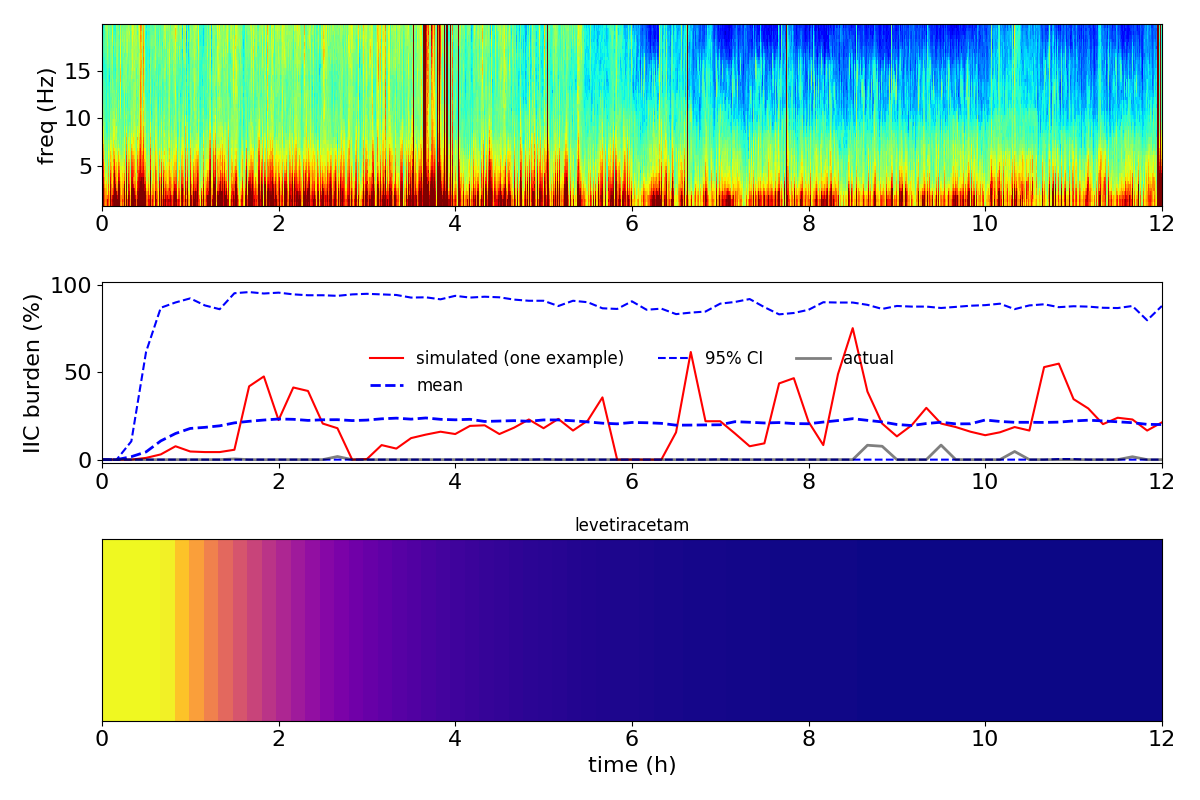 freq (Hz)
15
10
5
0 2 4 6 8 10 12
IIC burden (%)
100
50
0
simulated (one example) 95% CI actual
mean
0 2 4 6 8 10 12
levetiracetam
0 2 4 6 8 10 12
time (h)